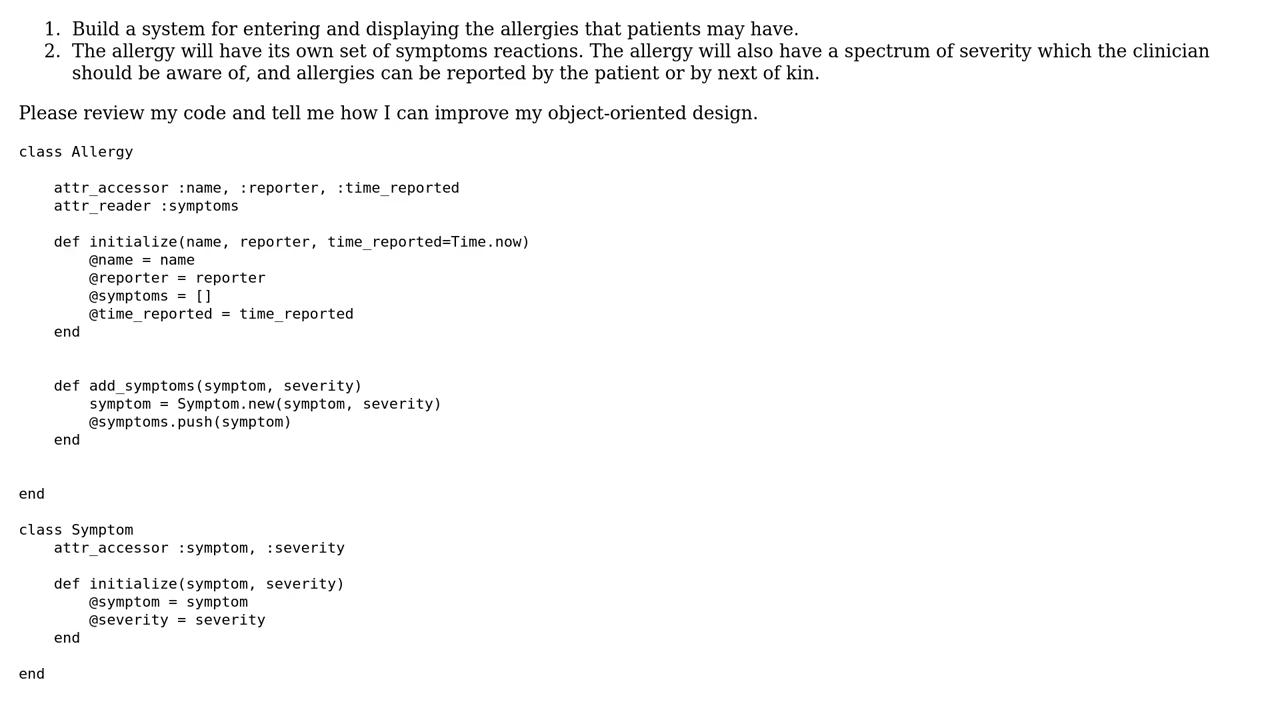 1. Build a system for entering and displaying the allergies that patients may have.
2. The allergy will have its own set of symptoms reactions. The allergy will also have a spectrum of severity which the clinician
should be aware of, and allergies can be reported by the patient or by next of kin.
Please review my code and tell me how I can improve my object-oriented design.
class Allergy
    attr_accessor :name, :reporter, :time_reported
    attr_reader :symptoms
    def initialize(name, reporter, time_reported=Time.now)
        @name = name
        @reporter = reporter
        @symptoms = []
        @time_reported = time_reported
    end
    def add_symptoms(symptom, severity)
        symptom = Symptom.new(symptom, severity)
        @symptoms.push(symptom)
    end
end
class Symptom
    attr_accessor :symptom, :severity
    def initialize(symptom, severity)
        @symptom = symptom
        @severity = severity
    end
end